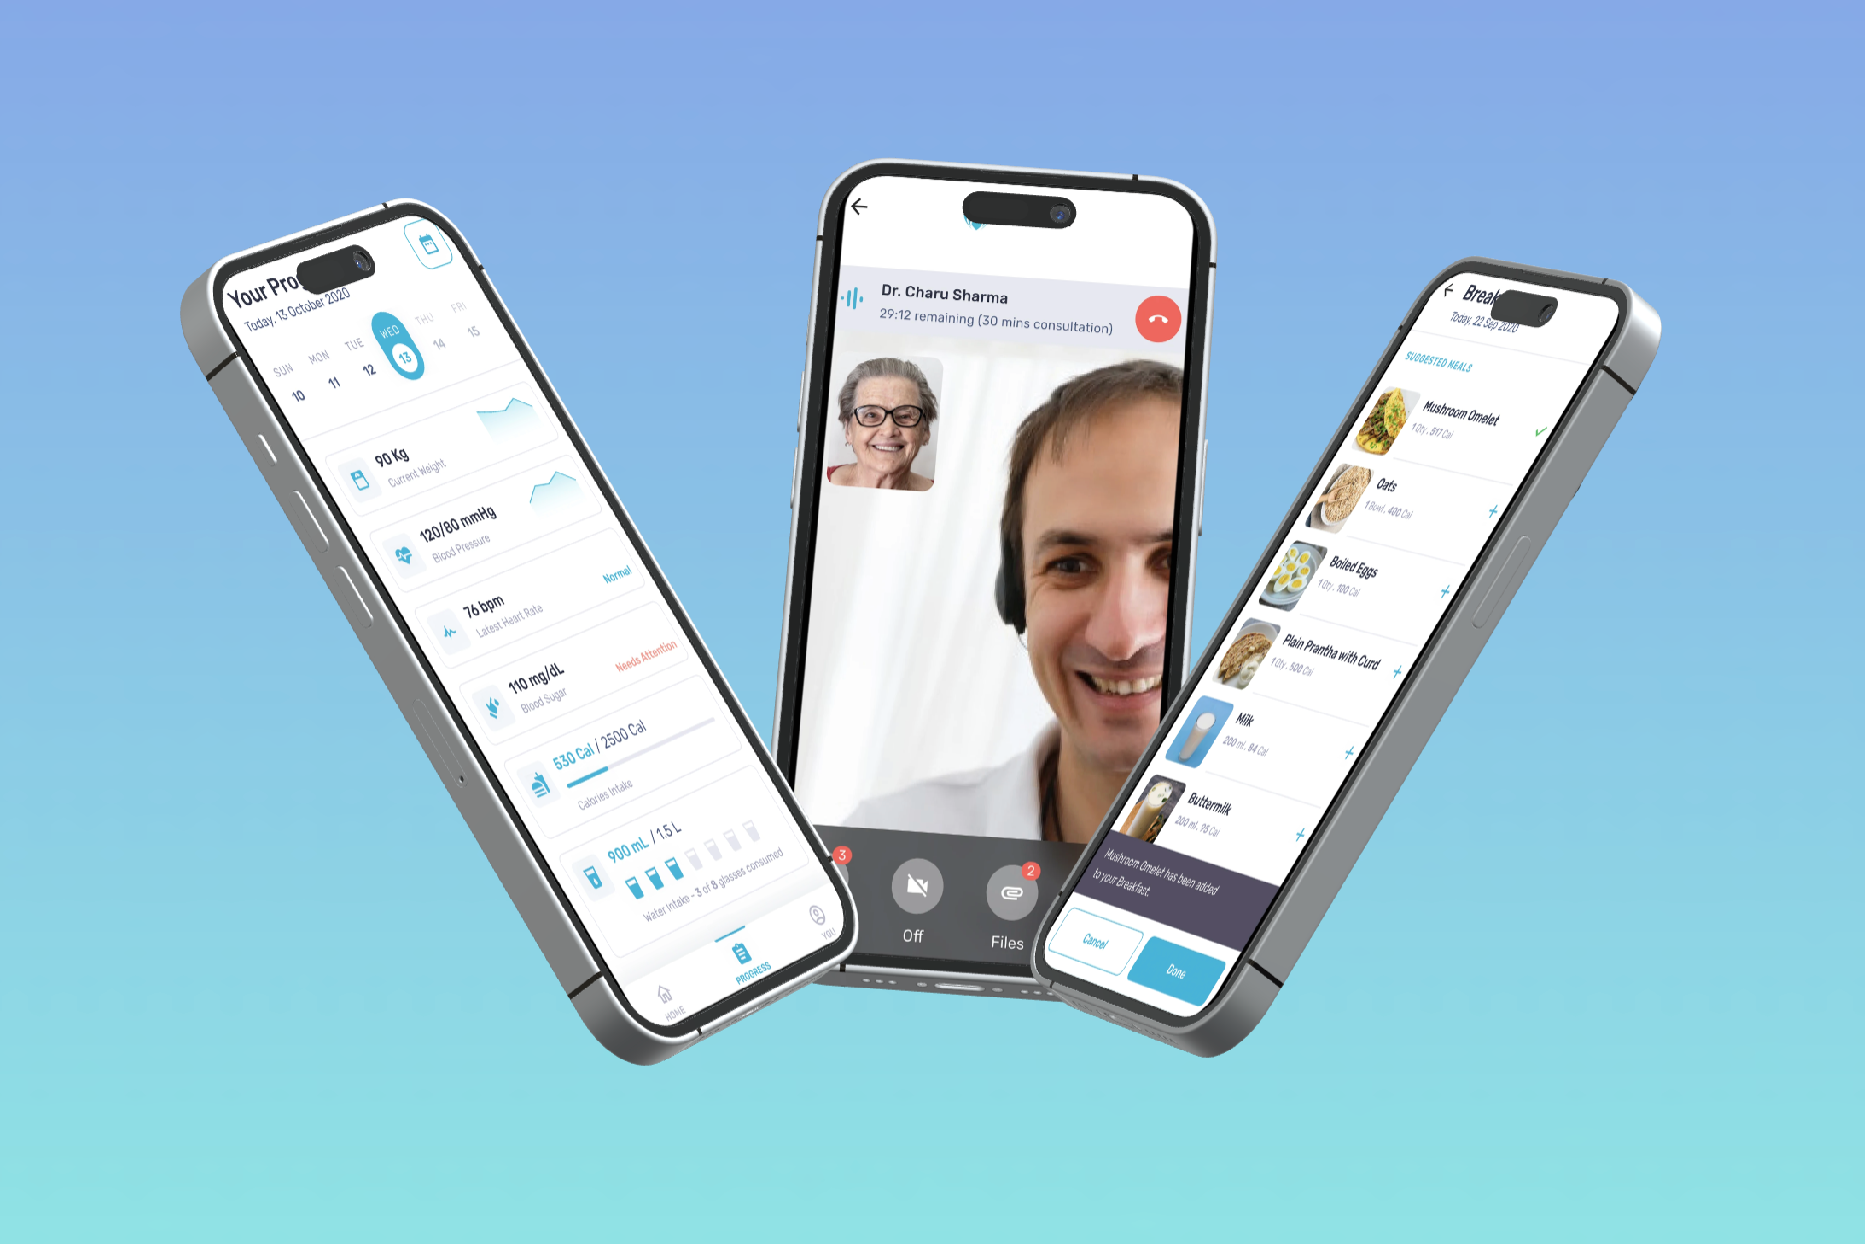 Your Pro
Today, 13 October 2020
SUN MON TUE WED THU FRI
10 11 12 13 14 15
90 Kg
Current Weight
120/80 mmHg
Blood Pressure
76 bpm
Latest Heart Rate
Normal
110 mg/dL
Blood Sugar
Needs Attention
530 Cal / 2500 Cal
Calories Intake
900 mL / 1.5 L
Water Intake - 3 of 8 glasses consumed
HOME
PROGRESS
YOU
Dr. Charu Sharma
29:12 remaining (30 mins consultation)
3
2
Off
Files
Break
Today, 22 Sep 2020
SUGGESTED MEALS
Mushroom Omelet
1 Qty, 517 Cal
Oats
1 Bowl, 400 Cal
Boiled Eggs
1 Qty, 100 Cal
Plain Prantha with Curd
1 Qty, 500 Cal
Milk
200 ml, 84 Cal
Buttermilk
200 ml, 75 Cal
Mushroom Omelet has been added
to your Breakfast.
Cancel
Done